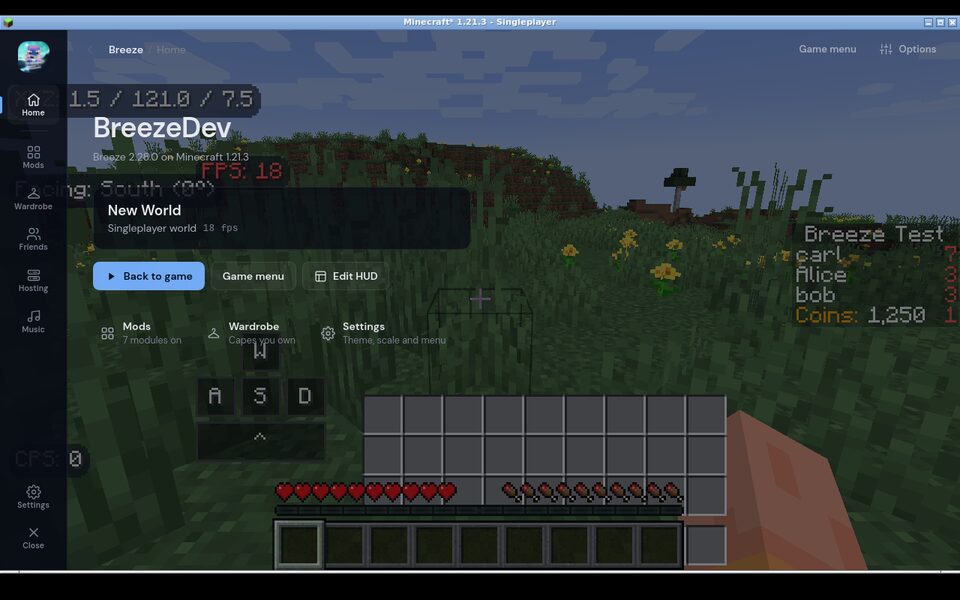 Minecraft* 1.21.3 - Singleplayer
Breeze / Home
Game menu
Options
1.5 / 121.0 / 7.5
Home
BreezeDev
Breeze 2.28.0 on Minecraft 1.21.3
Mods
FPS: 18
Facing: South (0°)
Wardrobe
New World
Singleplayer world 18 fps
Friends
Breeze Test
carl 7
Alice 3
bob 3
Coins: 1,250 1
Back to game
Game menu
Edit HUD
Hosting
Music
Mods
7 modules on
Wardrobe
Capes you own
Settings
Theme, scale and menu
W
A
S
D
^
CPS: 0
Settings
Close